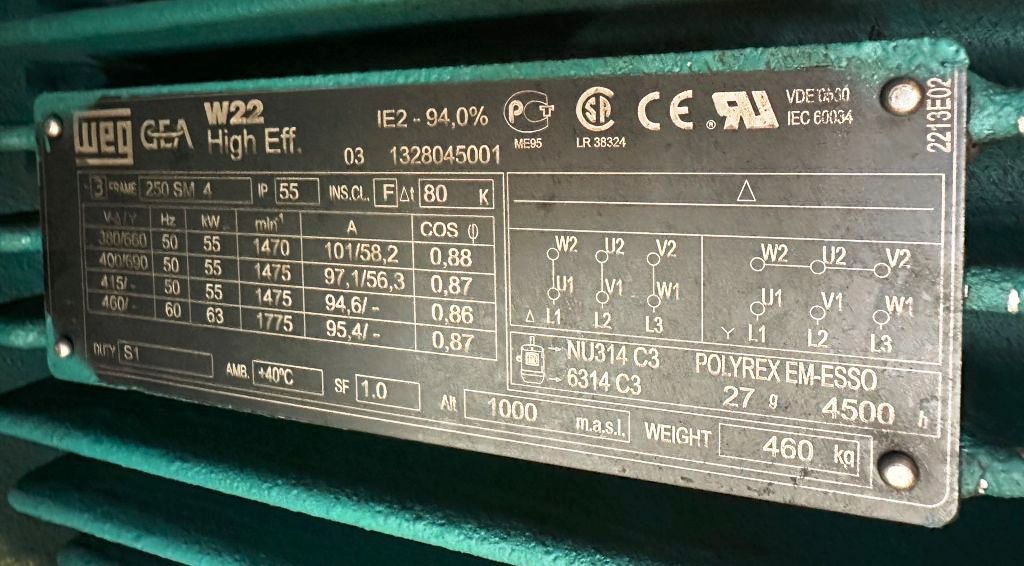 WEG GEA W22 High Eff.
IE2 - 94,0%
03 1328045001
PCT ME95
SA LR 38324
CE
RU
VDE 0530
IEC 60034
2213E02
~ 3 FRAME 250 SM 4 IP 55 INS.CL. F Δt 80 K
V-Δ/Y Hz kW min-1 A COS φ
380/660 50 55 1470 101/58,2 0,88
400/690 50 55 1475 97,1/56,3 0,87
415/- 50 55 1475 94,6/- 0,86
460/- 60 63 1775 95,4/- 0,87
DUTY S1 AMB. +40°C SF 1.0 Alt 1000 m.a.s.l. WEIGHT 460 kg
Δ
W2 U2 V2
U1 V1 W1
Δ L1 L2 L3
W2 U2 V2
U1 V1 W1
Y L1 L2 L3
→ NU314 C3 POLYREX EM-ESSO
→ 6314 C3 27 g 4500 h